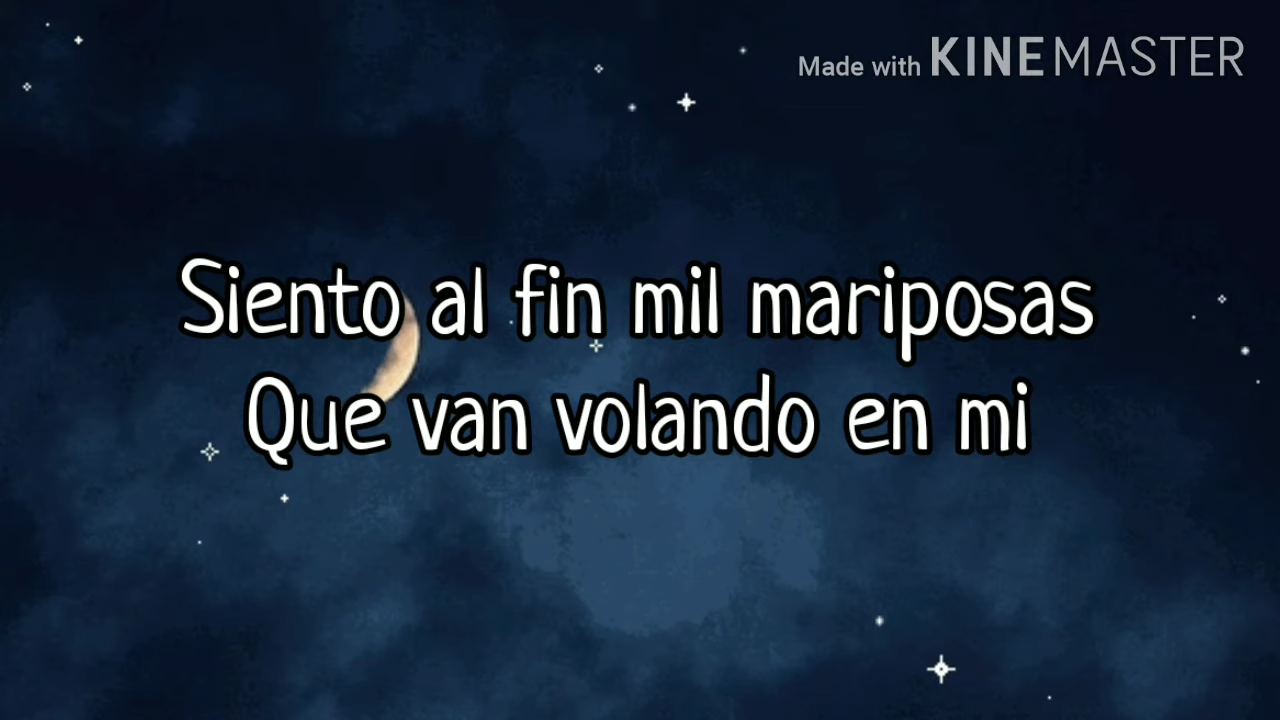 Made with KINEMASTER
Siento al fin mil mariposas
Que van volando en mi